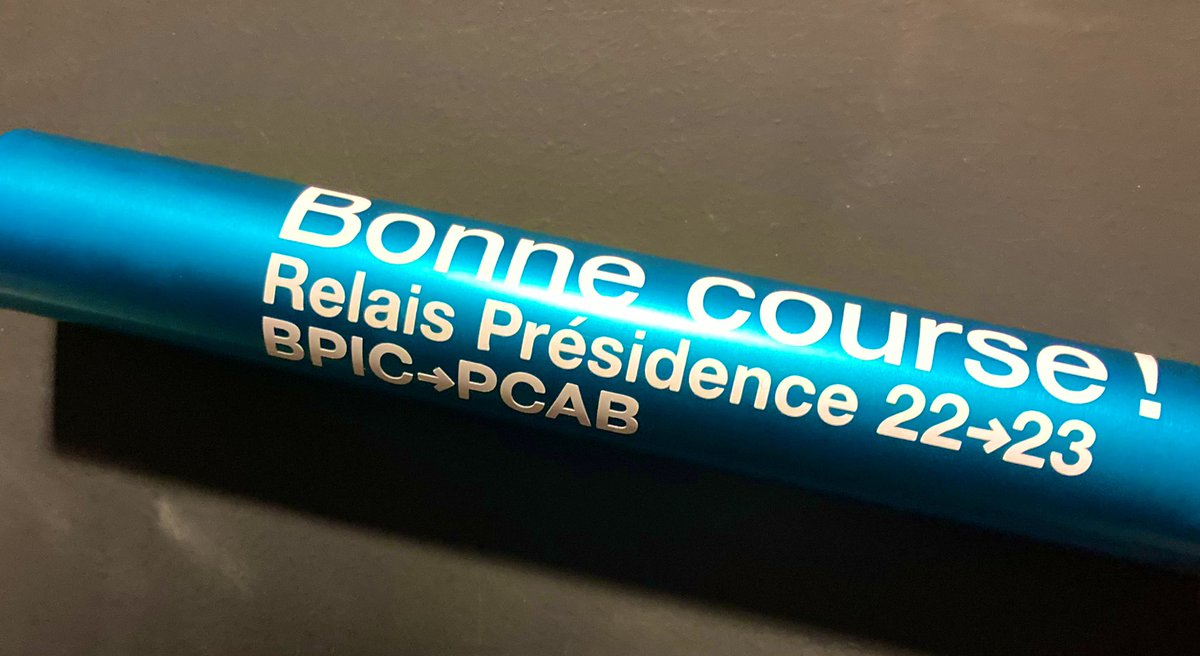 Bonne course !
Relais Présidence 22→23
BPIC→PCAB